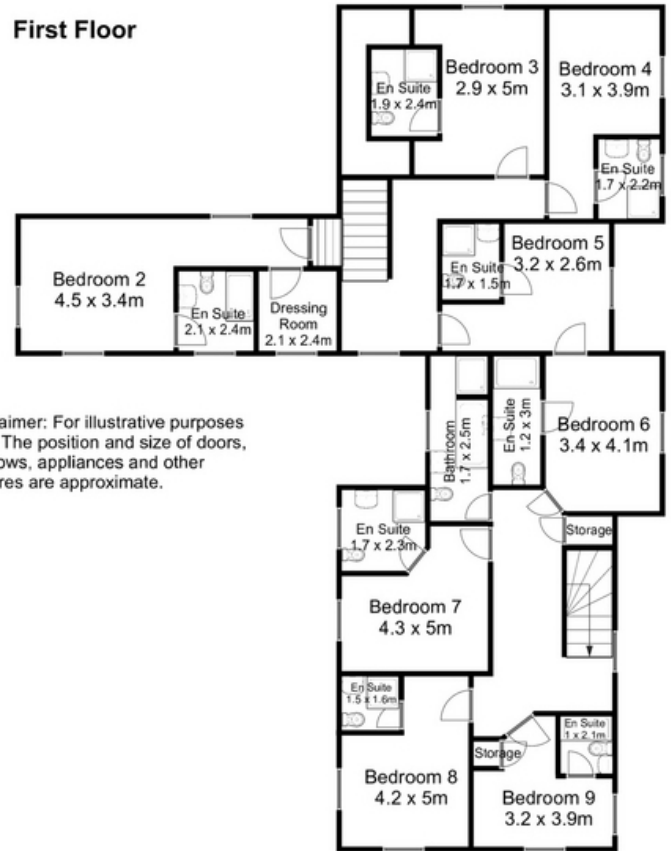 First Floor
Bedroom 3
2.9 x 5m
Bedroom 4
3.1 x 3.9m
En Suite
1.9 x 2.4m
En Suite
1.7 x 2.2m
Bedroom 5
3.2 x 2.6m
En Suite
1.7 x 1.5m
Bedroom 2
4.5 x 3.4m
En Suite
2.1 x 2.4m
Dressing
Room
2.1 x 2.4m
aimer: For illustrative purposes
The position and size of doors,
ows, appliances and other
res are approximate.
Bathroom
1.7 x 2.5m
En-Suite
1.2 x 3m
Bedroom 6
3.4 x 4.1m
Storage
En Suite
1.7 x 2.3m
Bedroom 7
4.3 x 5m
En Suite
1.5 x 1.6m
Bedroom 8
4.2 x 5m
Storage
En Suite
1 x 2.1m
Bedroom 9
3.2 x 3.9m